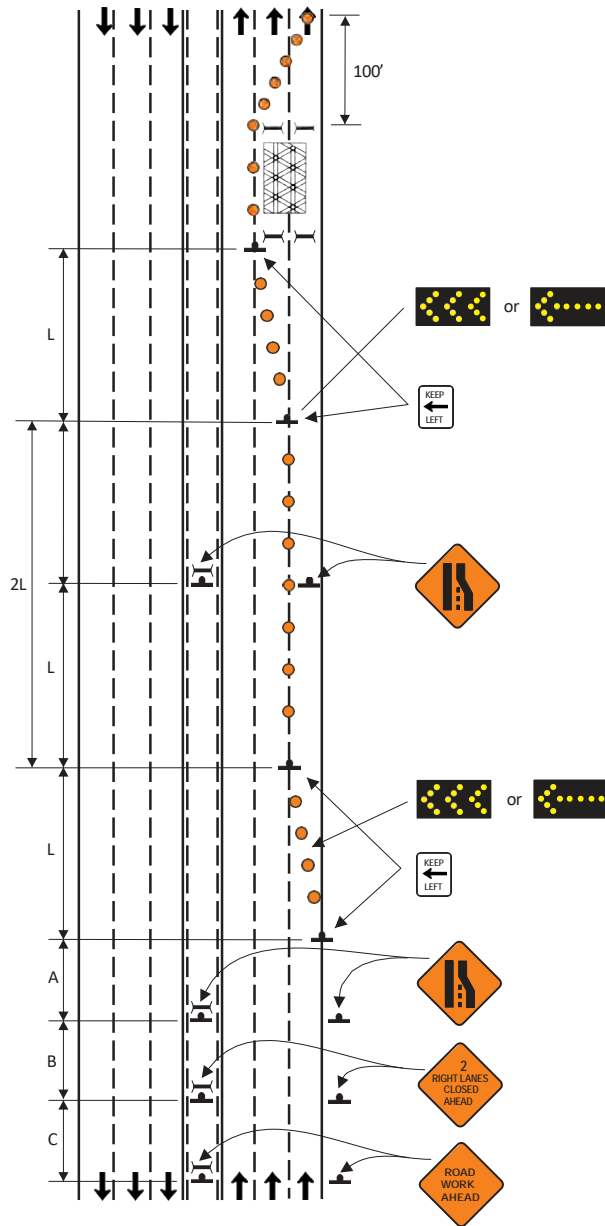 100'
L
or
KEEP
LEFT
2L
L
or
L
KEEP
LEFT
A
B
2
RIGHT LANES
CLOSED
AHEAD
C
ROAD
WORK
AHEAD